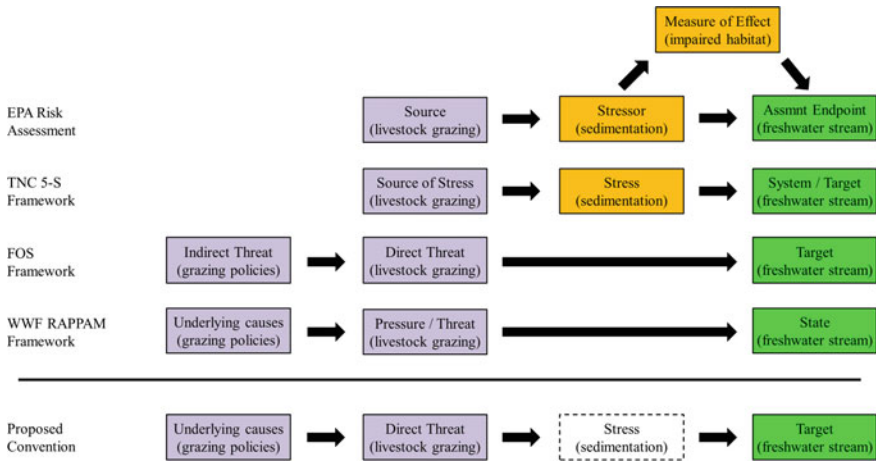 Measure of Effect
(impaired habitat)
EPA Risk
Assessment
Source
(livestock grazing)
Stressor
(sedimentation)
Assmnt Endpoint
(freshwater stream)
TNC 5-S
Framework
Source of Stress
(livestock grazing)
Stress
(sedimentation)
System / Target
(freshwater stream)
FOS
Framework
Indirect Threat
(grazing policies)
Direct Threat
(livestock grazing)
Target
(freshwater stream)
WWF RAPPAM
Framework
Underlying causes
(grazing policies)
Pressure / Threat
(livestock grazing)
State
(freshwater stream)
Proposed
Convention
Underlying causes
(grazing policies)
Direct Threat
(livestock grazing)
Stress
(sedimentation)
Target
(freshwater stream)